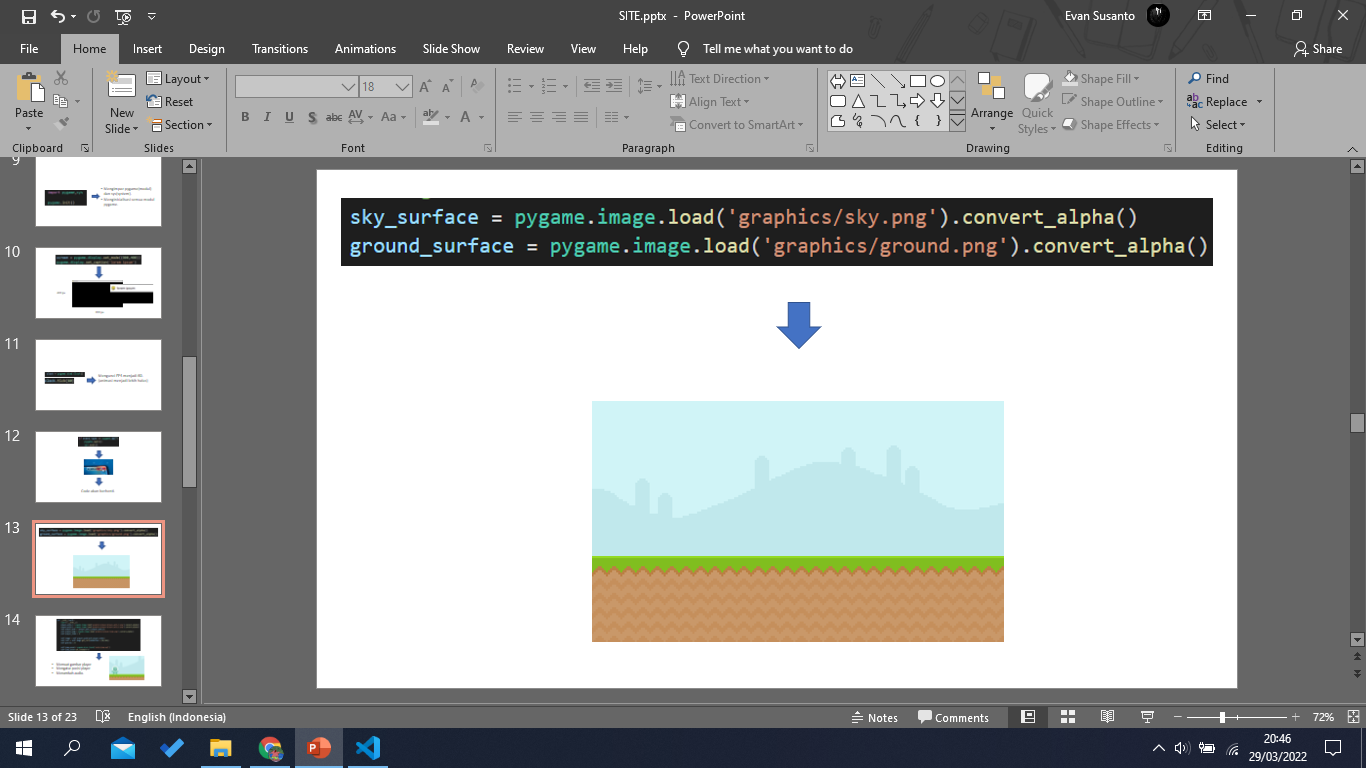 SITE.pptx - PowerPoint
Evan Susanto
File Home Insert Design Transitions Animations Slide Show Review View Help Tell me what you want to do Share
Paste
Clipboard
New Slide
Layout
Reset
Section
Slides
18
B I U S abc AV Aa A
Font
Text Direction
Align Text
Convert to SmartArt
Paragraph
Arrange
Quick Styles
Shape Fill
Shape Outline
Shape Effects
Drawing
Find
Replace
Select
Editing
9
10
11
12
13
14
sky_surface = pygame.image.load('graphics/sky.png').convert_alpha()
ground_surface = pygame.image.load('graphics/ground.png').convert_alpha()
Slide 13 of 23 English (Indonesia) Notes Comments 72%
20:46
29/03/2022